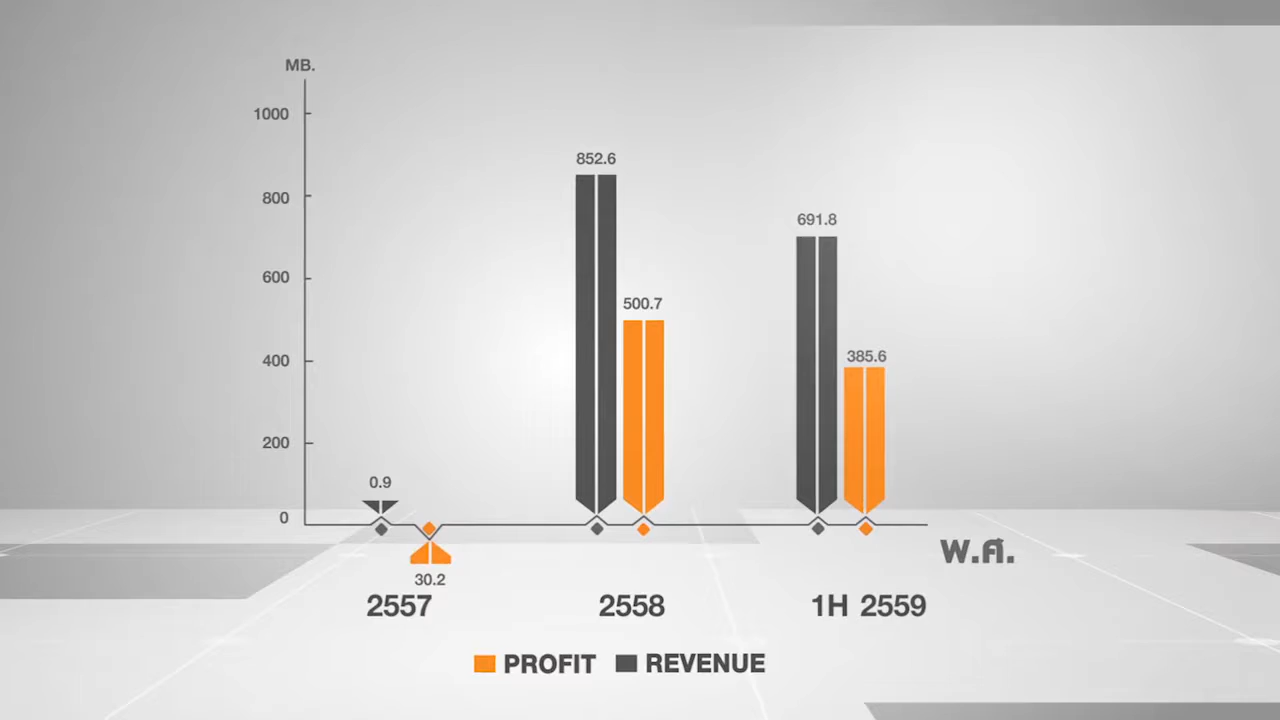 MB.
1000
800
600
400
200
0
0.9
30.2
852.6
500.7
691.8
385.6
พ.ศ.
2557
2558
1H 2559
PROFIT
REVENUE